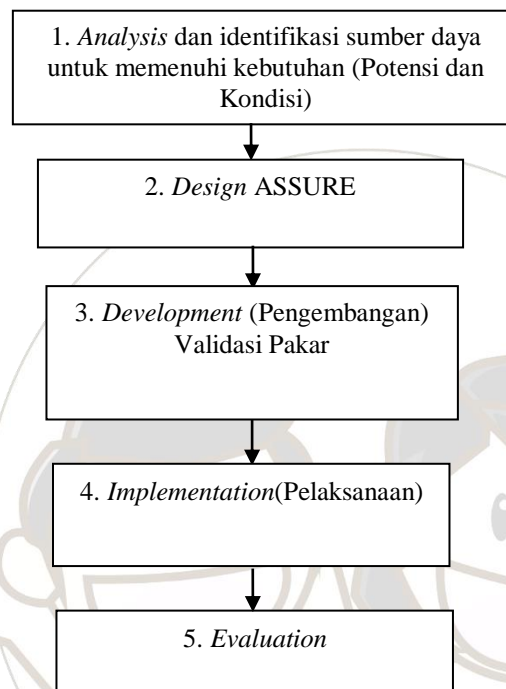 1. Analysis dan identifikasi sumber daya
untuk memenuhi kebutuhan (Potensi dan
Kondisi)
2. Design ASSURE
3. Development (Pengembangan)
Validasi Pakar
4. Implementation(Pelaksanaan)
5. Evaluation